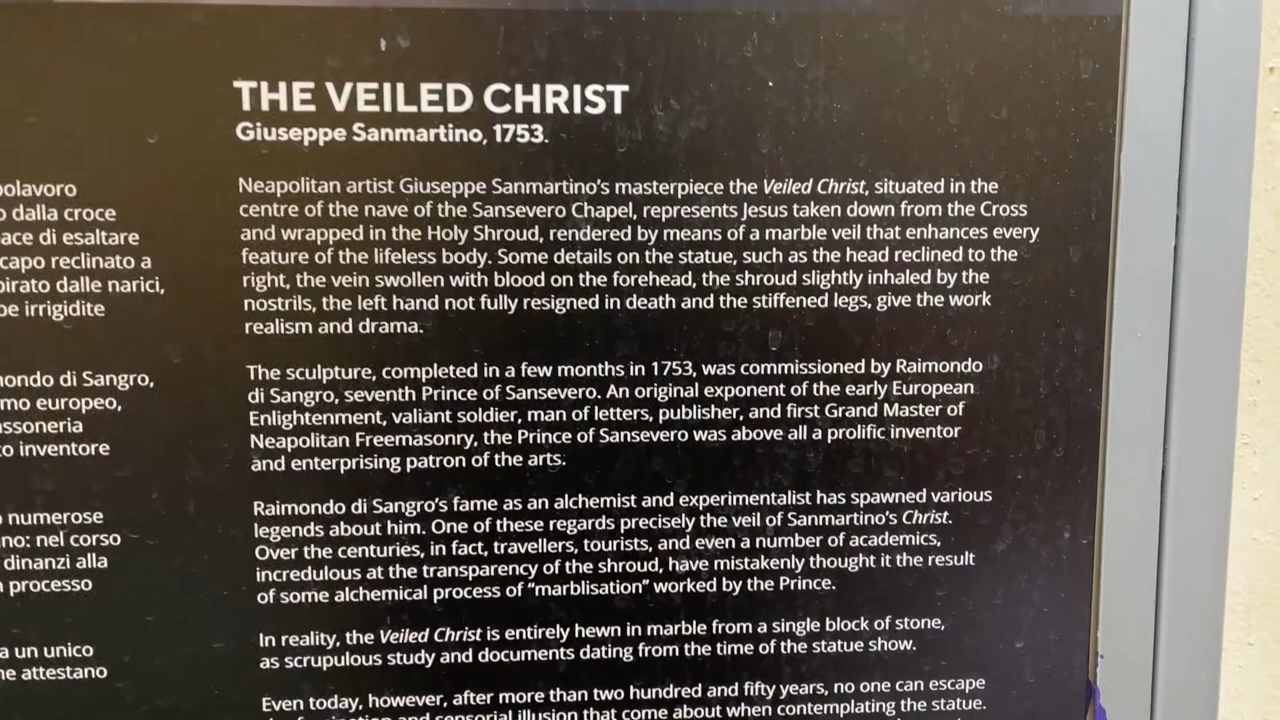 polavoro
dalla croce
ace di esaltare
capo reclinato a
pirato dalle narici,
be irrigidite
mondo di Sangro,
mo europeo,
assoneria
to inventore
numerose
no: nel corso
dinanzi alla
processo
a un unico
ne attestano
THE VEILED CHRIST
Giuseppe Sanmartino, 1753.
Neapolitan artist Giuseppe Sanmartino's masterpiece the Veiled Christ, situated in the
centre of the nave of the Sansevero Chapel, represents Jesus taken down from the Cross
and wrapped in the Holy Shroud, rendered by means of a marble veil that enhances every
feature of the lifeless body. Some details on the statue, such as the head reclined to the
right, the vein swollen with blood on the forehead, the shroud slightly inhaled by the
nostrils, the left hand not fully resigned in death and the stiffened legs, give the work
realism and drama.
The sculpture, completed in a few months in 1753, was commissioned by Raimondo
di Sangro, seventh Prince of Sansevero. An original exponent of the early European
Enlightenment, valiant soldier, man of letters, publisher, and first Grand Master of
Neapolitan Freemasonry, the Prince of Sansevero was above all a prolific inventor
and enterprising patron of the arts.
Raimondo di Sangro's fame as an alchemist and experimentalist has spawned various
legends about him. One of these regards precisely the veil of Sanmartino's Christ.
Over the centuries, in fact, travellers, tourists, and even a number of academics,
incredulous at the transparency of the shroud, have mistakenly thought it the result
of some alchemical process of “marblisation” worked by the Prince.
In reality, the Veiled Christ is entirely hewn in marble from a single block of stone,
as scrupulous study and documents dating from the time of the statue show.
Even today, however, after more than two hundred and fifty years, no one can escape
and sensorial illusion that come about when contemplating the statue.